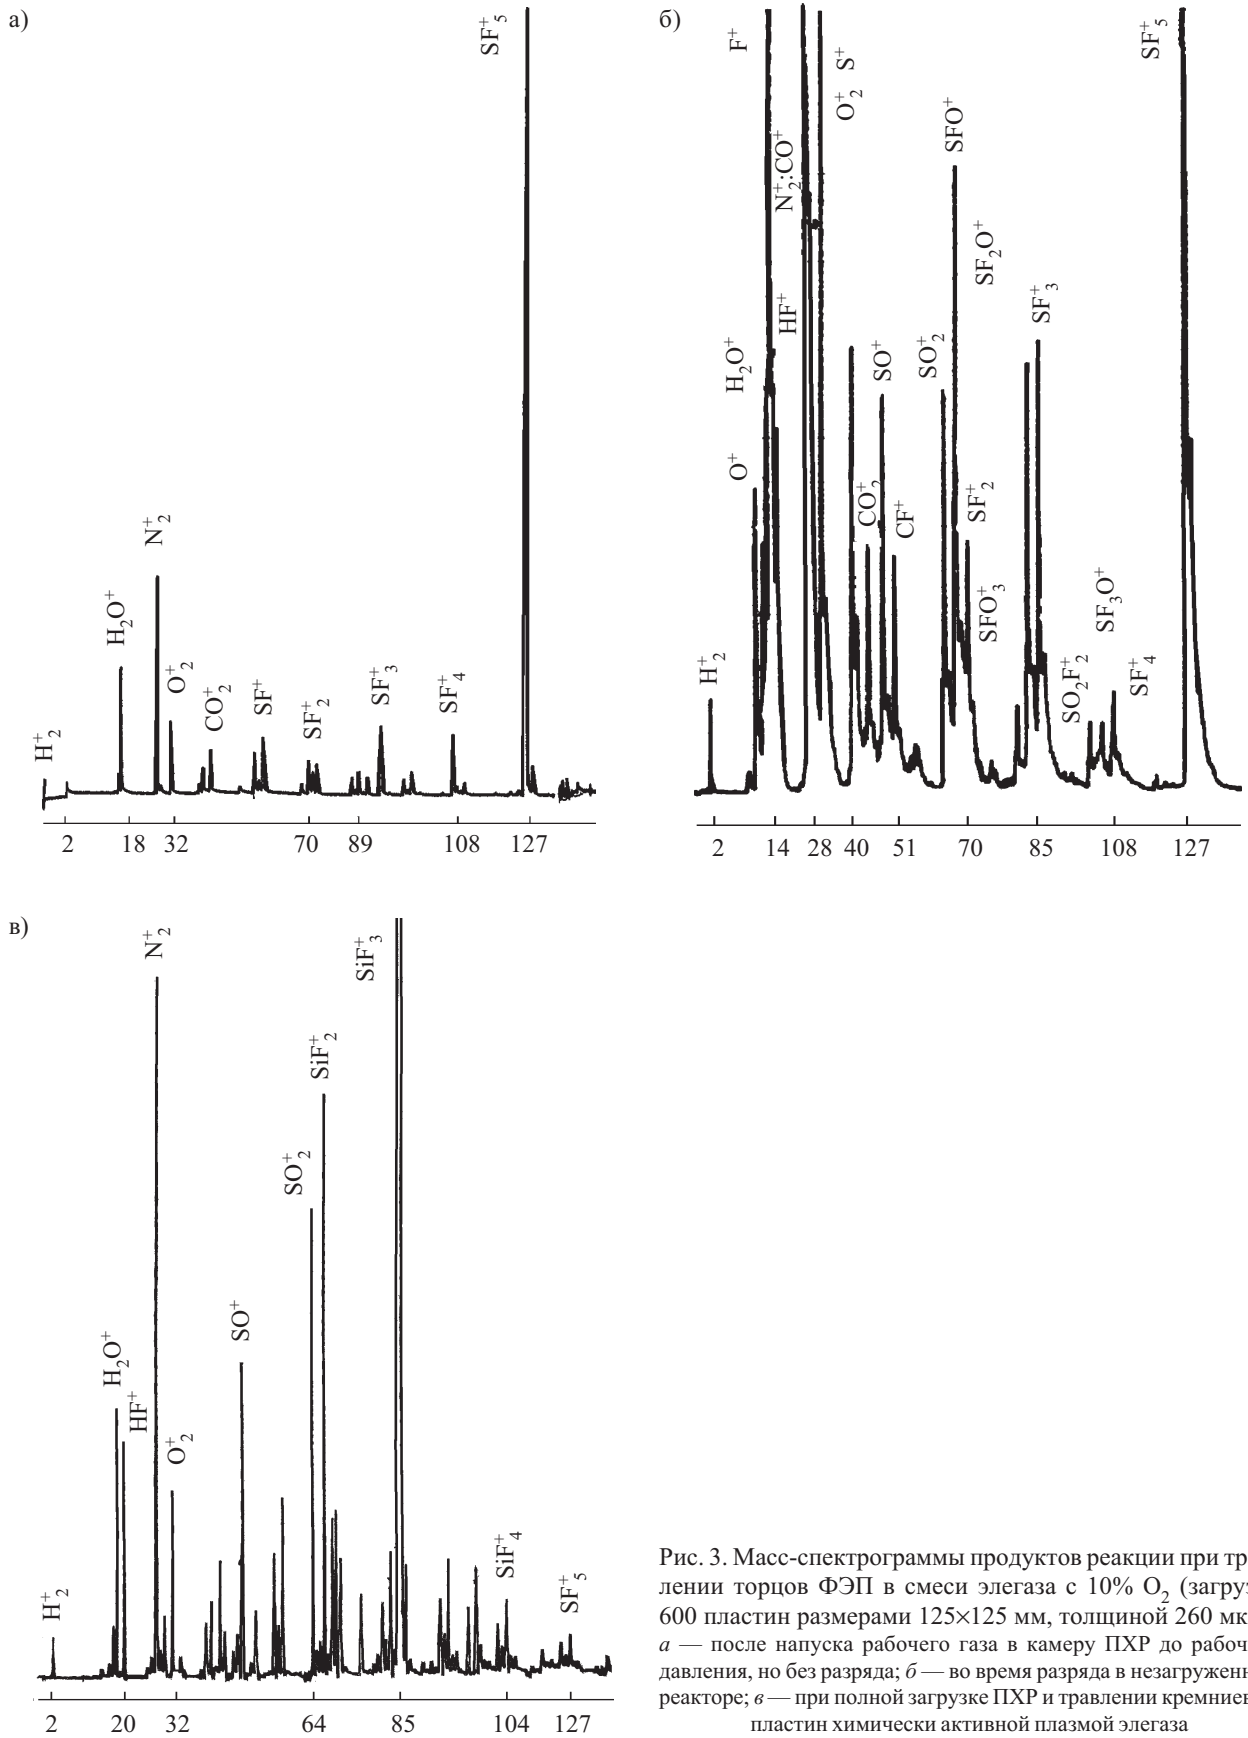 а)
SF₅⁺
N₂⁺
H₂O⁺
O₂⁺
CO₂⁺
SF⁺
SF₂⁺
SF₃⁺
SF₄⁺
H₂⁺
2 18 32 70 89 108 127
б)
F⁺
S⁺
O₂⁺
N₂⁺:CO⁺
SFO⁺
SF₂O⁺
SF₅⁺
HF⁺
H₂O⁺
SO⁺
SO₂⁺
SF₃⁺
O⁺
CO₂⁺
CF⁺
SF₂⁺
SFO₃⁺
H₂⁺
SO₂F₂⁺
SF₃O⁺
SF₄⁺
2 14 28 40 51 70 85 108 127
в)
N₂⁺
SiF₃⁺
SiF₂⁺
SO₂⁺
SO⁺
H₂O⁺
HF⁺
O₂⁺
H₂⁺
SiF₄⁺
SF₅⁺
2 20 32 64 85 104 127
Рис. 3. Масс-спектрограммы продуктов реакции при тра
лении торцов ФЭП в смеси элегаза с 10% O₂ (загруз
600 пластин размерами 125×125 мм, толщиной 260 мк
а — после напуска рабочего газа в камеру ПХР до рабоч
давления, но без разряда; б — во время разряда в незагруженн
реакторе; в — при полной загрузке ПХР и травлении кремниев
пластин химически активной плазмой элегаза